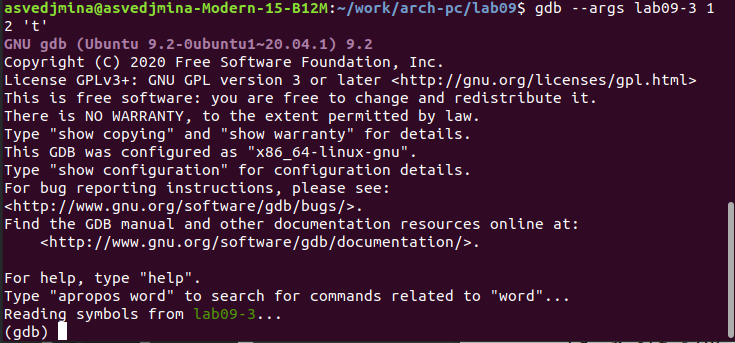 asvedjmina@asvedjmina-Modern-15-B12M:~/work/arch-pc/lab09$ gdb --args lab09-3 1
2 't'
GNU gdb (Ubuntu 9.2-0ubuntu1~20.04.1) 9.2
Copyright (C) 2020 Free Software Foundation, Inc.
License GPLv3+: GNU GPL version 3 or later <http://gnu.org/licenses/gpl.html>
This is free software: you are free to change and redistribute it.
There is NO WARRANTY, to the extent permitted by law.
Type "show copying" and "show warranty" for details.
This GDB was configured as "x86_64-linux-gnu".
Type "show configuration" for configuration details.
For bug reporting instructions, please see:
<http://www.gnu.org/software/gdb/bugs/>.
Find the GDB manual and other documentation resources online at:
    <http://www.gnu.org/software/gdb/documentation/>.

For help, type "help".
Type "apropos word" to search for commands related to "word"...
Reading symbols from lab09-3...
(gdb)